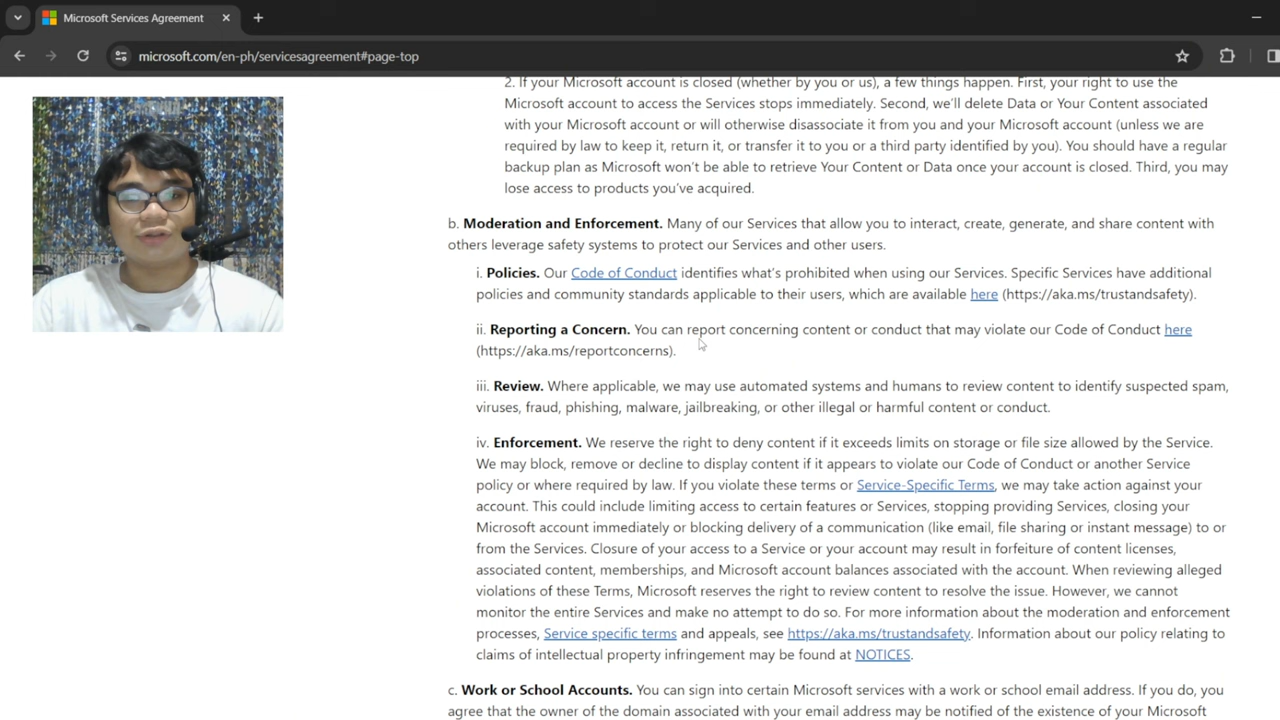 Microsoft Services Agreement
microsoft.com/en-ph/servicesagreement#page-top
2. If your Microsoft account is closed (whether by you or us), a few things happen. First, your right to use the
Microsoft account to access the Services stops immediately. Second, we'll delete Data or Your Content associated
with your Microsoft account or will otherwise disassociate it from you and your Microsoft account (unless we are
required by law to keep it, return it, or transfer it to you or a third party identified by you). You should have a regular
backup plan as Microsoft won't be able to retrieve Your Content or Data once your account is closed. Third, you may
lose access to products you've acquired.
b. Moderation and Enforcement. Many of our Services that allow you to interact, create, generate, and share content with
others leverage safety systems to protect our Services and other users.
i. Policies. Our Code of Conduct identifies what's prohibited when using our Services. Specific Services have additional
policies and community standards applicable to their users, which are available here (https://aka.ms/trustandsafety).
ii. Reporting a Concern. You can report concerning content or conduct that may violate our Code of Conduct here
(https://aka.ms/reportconcerns).
iii. Review. Where applicable, we may use automated systems and humans to review content to identify suspected spam,
viruses, fraud, phishing, malware, jailbreaking, or other illegal or harmful content or conduct.
iv. Enforcement. We reserve the right to deny content if it exceeds limits on storage or file size allowed by the Service.
We may block, remove or decline to display content if it appears to violate our Code of Conduct or another Service
policy or where required by law. If you violate these terms or Service-Specific Terms, we may take action against your
account. This could include limiting access to certain features or Services, stopping providing Services, closing your
Microsoft account immediately or blocking delivery of a communication (like email, file sharing or instant message) to or
from the Services. Closure of your access to a Service or your account may result in forfeiture of content licenses,
associated content, memberships, and Microsoft account balances associated with the account. When reviewing alleged
violations of these Terms, Microsoft reserves the right to review content to resolve the issue. However, we cannot
monitor the entire Services and make no attempt to do so. For more information about the moderation and enforcement
processes, Service specific terms and appeals, see https://aka.ms/trustandsafety. Information about our policy relating to
claims of intellectual property infringement may be found at NOTICES.
c. Work or School Accounts. You can sign into certain Microsoft services with a work or school email address. If you do, you
agree that the owner of the domain associated with your email address may be notified of the existence of your Microsoft